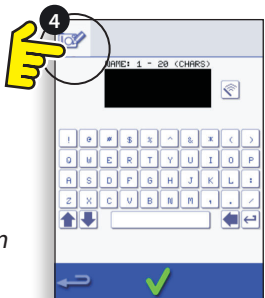 4
NAME: 1 - 20 (CHARS)
! @ # $ % ^ & * ( )
Q W E R T Y U I O P
A S D F G H J K L :
Z X C V B N M , . /
n